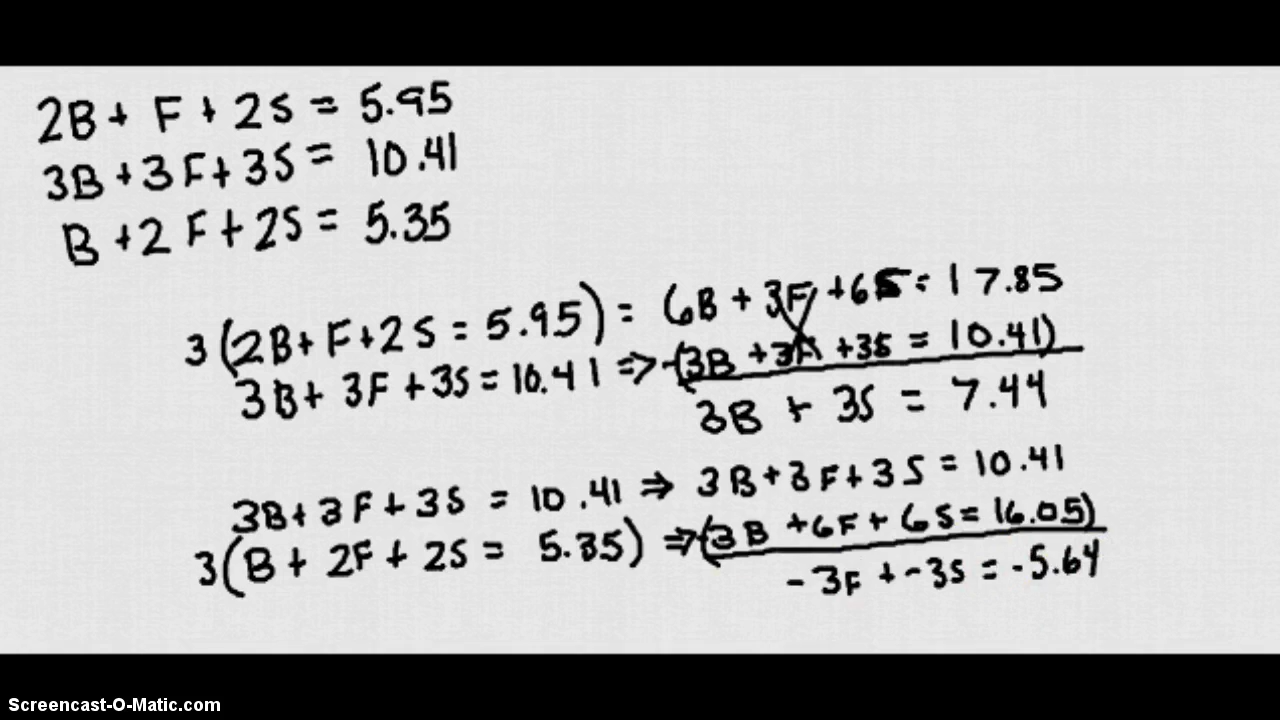 2B + F + 2S = 5.95
3B + 3F + 3S = 10.41
B + 2F + 2S = 5.35
3(2B + F + 2S = 5.95) = 6B + 3F + 6S = 17.85
3B + 3F + 3S = 10.41 => -(3B + 3F + 3S = 10.41)
3B + 3S = 7.44
3B + 3F + 3S = 10.41 => 3B + 3F + 3S = 10.41
3(B + 2F + 2S = 5.35) => -(3B + 6F + 6S = 16.05)
-3F + -3S = -5.64
Screencast-O-Matic.com